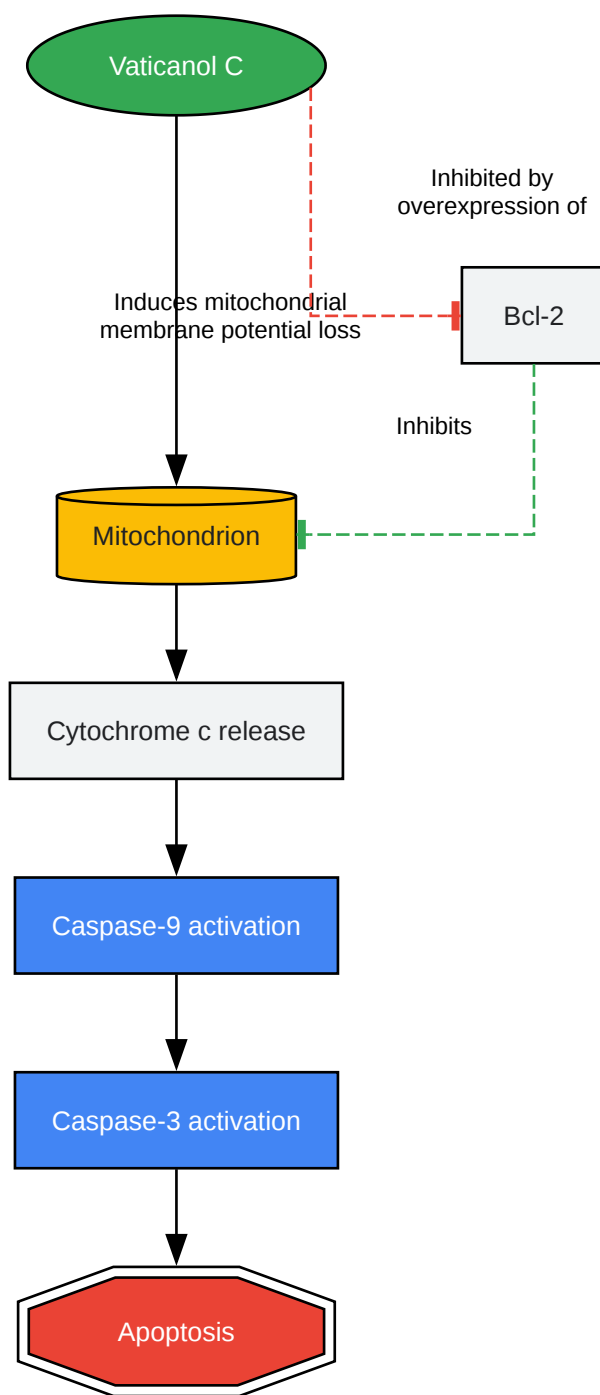 Vaticanol C
Inhibited by
overexpression of
Induces mitochondrial
membrane potential loss
Bcl-2
Inhibits
Mitochondrion
Cytochrome c release
Caspase-9 activation
Caspase-3 activation
Apoptosis